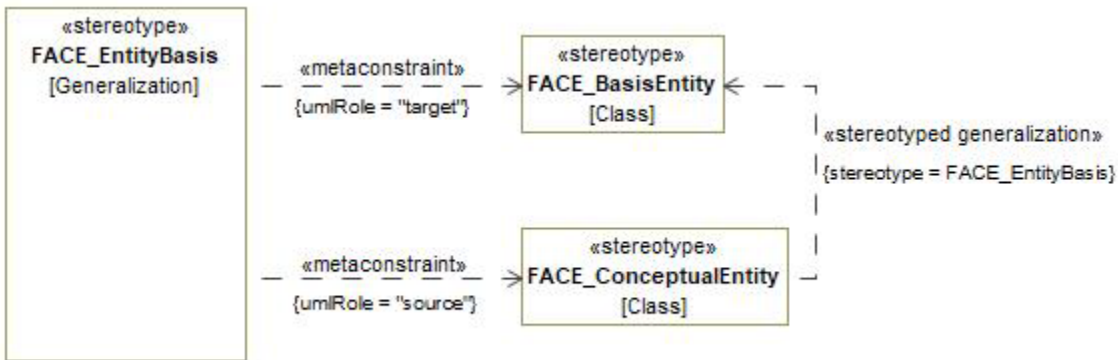 «stereotype»
FACE_EntityBasis
[Generalization]
«metaconstraint»
{umlRole = "target"}
«stereotype»
FACE_BasisEntity
[Class]
«stereotyped generalization»
{stereotype = FACE_EntityBasis}
«metaconstraint»
{umlRole = "source"}
«stereotype»
FACE_ConceptualEntity
[Class]